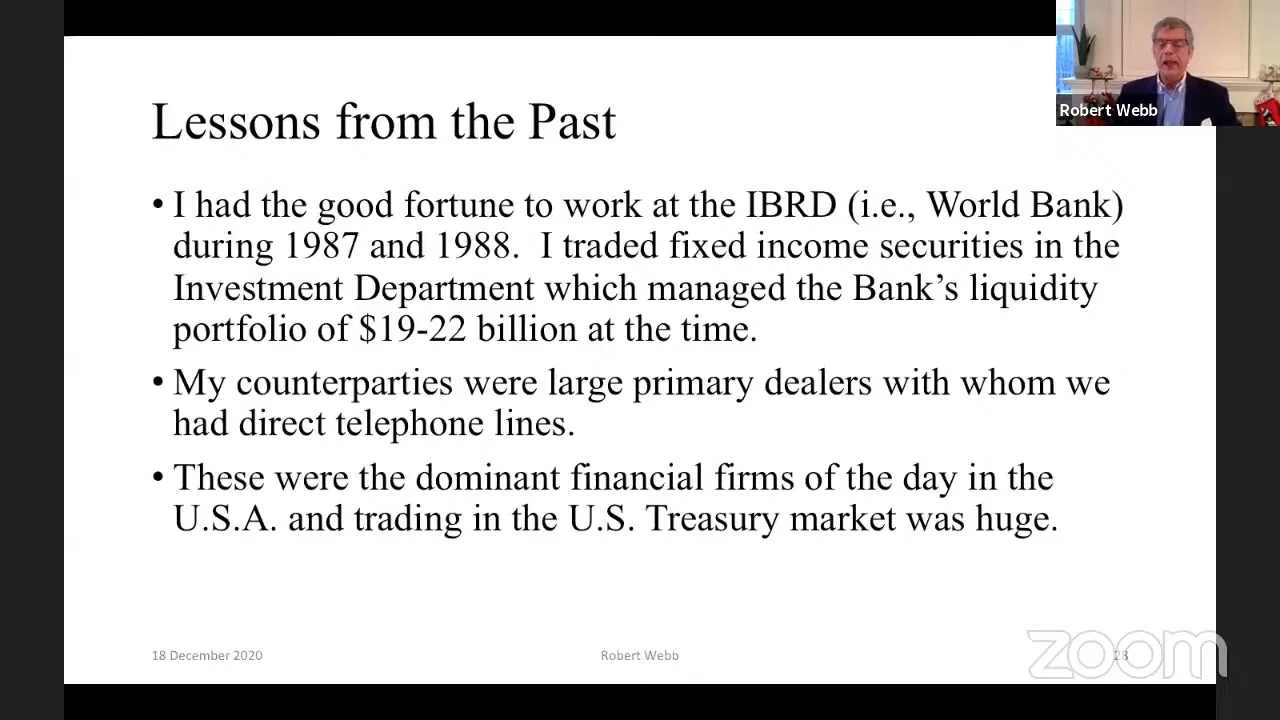 Robert Webb
Lessons from the Past
• I had the good fortune to work at the IBRD (i.e., World Bank)
during 1987 and 1988.  I traded fixed income securities in the
Investment Department which managed the Bank’s liquidity
portfolio of $19-22 billion at the time.
• My counterparties were large primary dealers with whom we
had direct telephone lines.
• These were the dominant financial firms of the day in the
U.S.A. and trading in the U.S. Treasury market was huge.
18 December 2020
Robert Webb
28
zoom